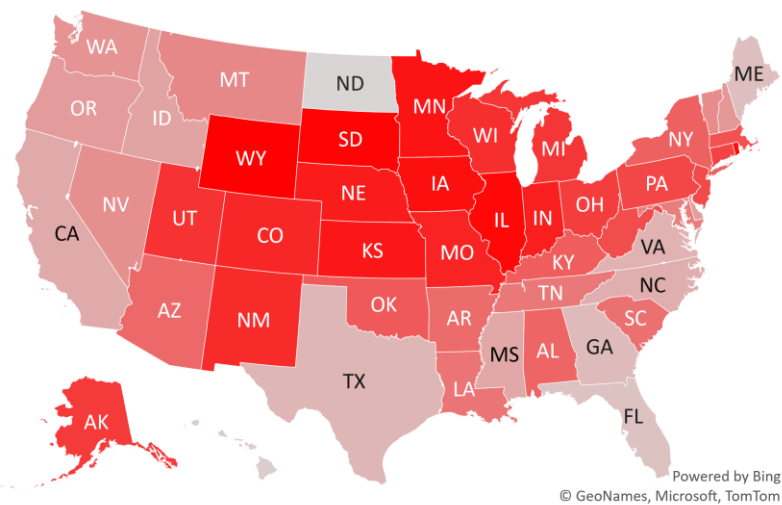 WA
MT
ND
ME
OR
ID
MN
WI
MI
NY
WY
SD
IA
PA
NV
UT
CO
NE
IL
IN
OH
CA
KS
MO
KY
VA
AZ
NM
OK
AR
TN
NC
SC
TX
MS
AL
GA
LA
FL
AK
Powered by Bing
© GeoNames, Microsoft, TomTom